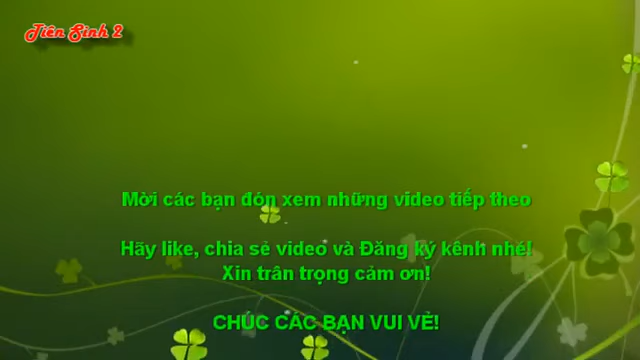 Tiên Sinh 2
Mời các bạn đón xem những video tiếp theo
Hãy like, chia sẻ video và Đăng ký kênh nhé!
Xin trân trọng cảm ơn!
CHÚC CÁC BẠN VUI VẺ!